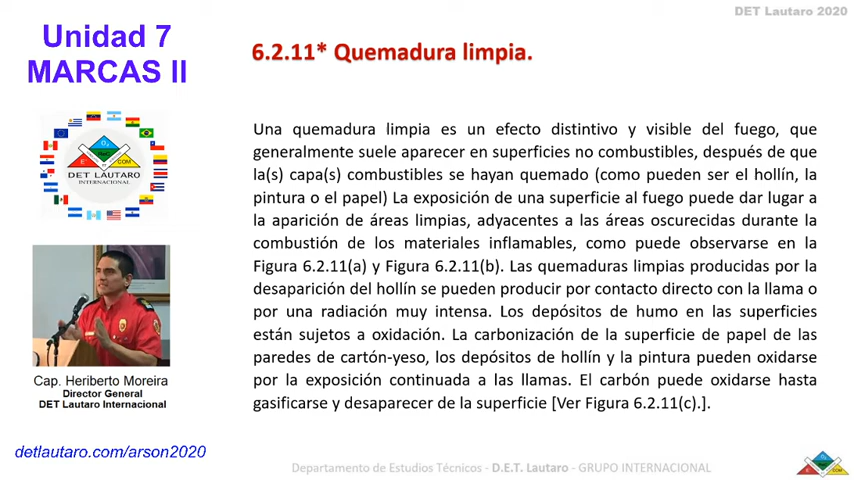 DET Lautaro 2020
Unidad 7
MARCAS II
6.2.11* Quemadura limpia.
DET LAUTARO
INTERNACIONAL
Una quemadura limpia es un efecto distintivo y visible del fuego, que
generalmente suele aparecer en superficies no combustibles, después de que
la(s) capa(s) combustibles se hayan quemado (como pueden ser el hollín, la
pintura o el papel) La exposición de una superficie al fuego puede dar lugar a
la aparición de áreas limpias, adyacentes a las áreas oscurecidas durante la
combustión de los materiales inflamables, como puede observarse en la
Figura 6.2.11(a) y Figura 6.2.11(b). Las quemaduras limpias producidas por la
desaparición del hollín se pueden producir por contacto directo con la llama o
por una radiación muy intensa. Los depósitos de humo en las superficies
están sujetos a oxidación. La carbonización de la superficie de papel de las
paredes de cartón-yeso, los depósitos de hollín y la pintura pueden oxidarse
por la exposición continuada a las llamas. El carbón puede oxidarse hasta
gasificarse y desaparecer de la superficie [Ver Figura 6.2.11(c).].
Cap. Heriberto Moreira
Director General
DET Lautaro Internacional
detlautaro.com/arson2020
Departamento de Estudios Técnicos - D.E.T. Lautaro - GRUPO INTERNACIONAL